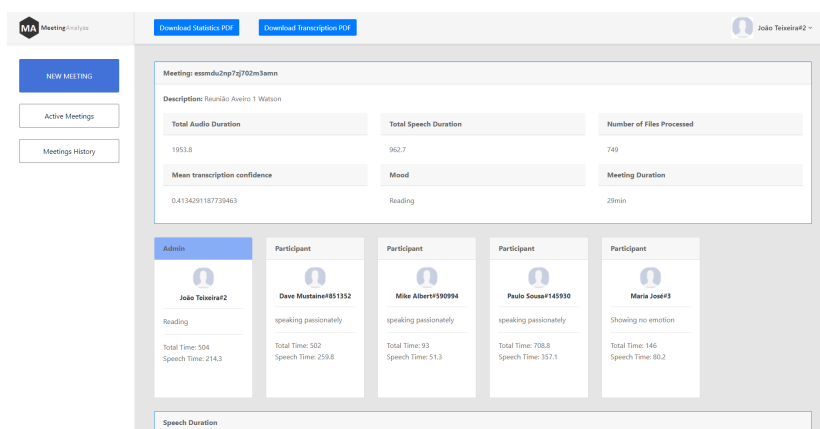 MA MeetingAnalyse
Download Statistics PDF
Download Transcription PDF
João Teixeira#2
NEW MEETING
Active Meetings
Meetings History
Meeting: essmdu2np7zj702m3amn
Description: Reunião Aveiro 1 Watson
Total Audio Duration
Total Speech Duration
Number of Files Processed
1953.8
962.7
749
Mean transcription confidence
Mood
Meeting Duration
0.4134291187739463
Reading
29min
Admin
João Teixeira#2
Reading
Total Time: 504
Speech Time: 214.3
Participant
Dave Mustaine#851352
speaking passionately
Total Time: 502
Speech Time: 259.8
Participant
Mike Albert#590994
speaking passionately
Total Time: 93
Speech Time: 51.3
Participant
Paulo Sousa#145930
speaking passionately
Total Time: 708.8
Speech Time: 357.1
Participant
Maria José#3
Showing no emotion
Total Time: 146
Speech Time: 80.2
Speech Duration